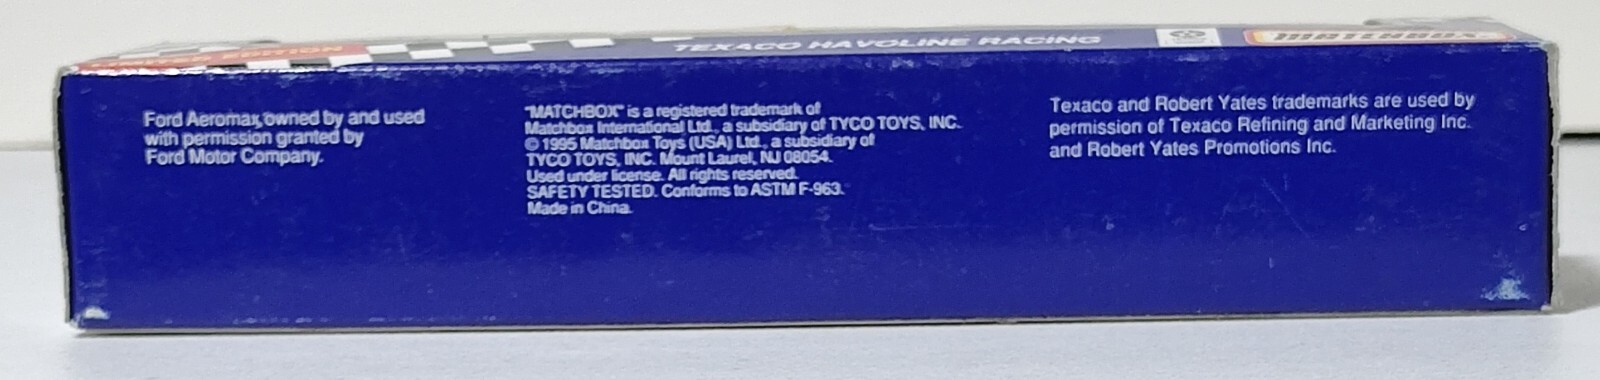 EDITION
TEXACO HAVOLINE RACING
MATCHBOX
Ford Aeromax, owned by and used
with permission granted by
Ford Motor Company.
"MATCHBOX" is a registered trademark of
Matchbox International Ltd., a subsidiary of TYCO TOYS, INC.
© 1995 Matchbox Toys (USA) Ltd., a subsidiary of
TYCO TOYS, INC. Mount Laurel, NJ 08054.
Used under license. All rights reserved.
SAFETY TESTED. Conforms to ASTM F-963.
Made in China.
Texaco and Robert Yates trademarks are used by
permission of Texaco Refining and Marketing Inc.
and Robert Yates Promotions Inc.